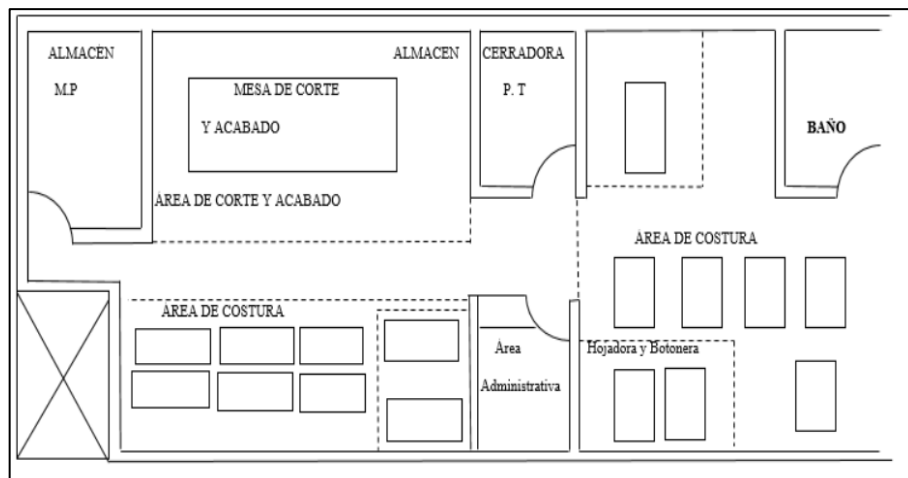 ALMACEN
M.P
MESA DE CORTE
Y ACABADO
ÁREA DE CORTE Y ACABADO
ALMACEN
P. T
CERRADORA
BAÑO
ÁREA DE COSTURA
ÁREA DE COSTURA
Área
Administrativa
Hojadora y Botonera